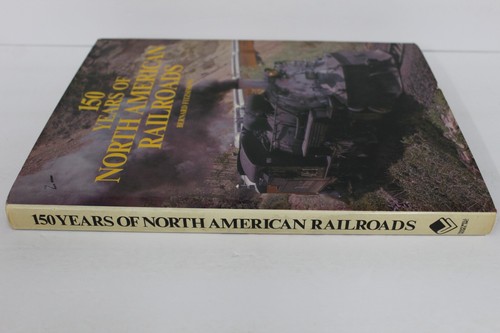 150
YEARS OF
NORTH AMERICAN
RAILROADS
150 YEARS OF NORTH AMERICAN RAILROADS